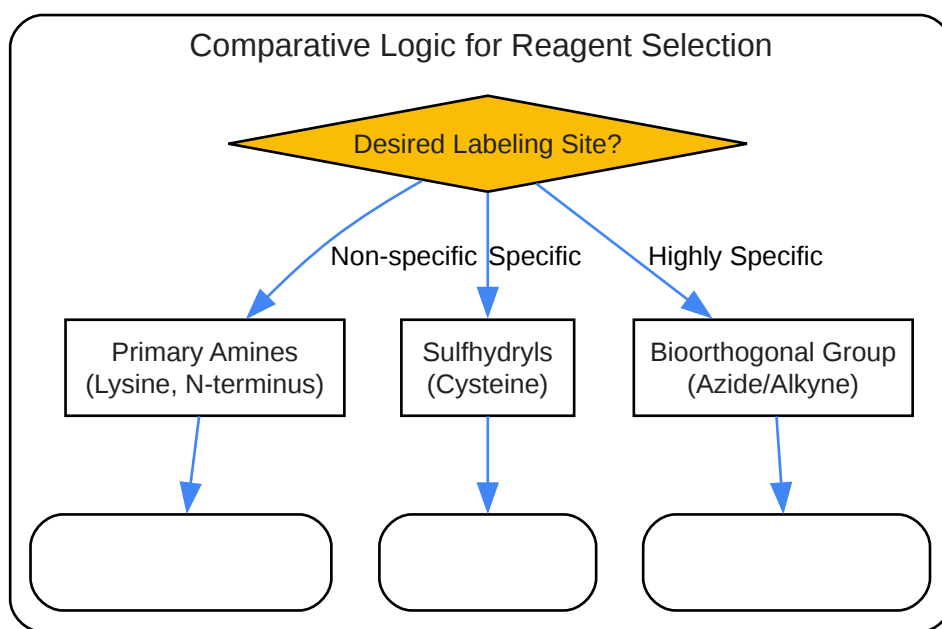 Comparative Logic for Reagent Selection
Desired Labeling Site?
Non-specific
Specific
Highly Specific
Primary Amines
(Lysine, N-terminus)
Sulfhydryls
(Cysteine)
Bioorthogonal Group
(Azide/Alkyne)